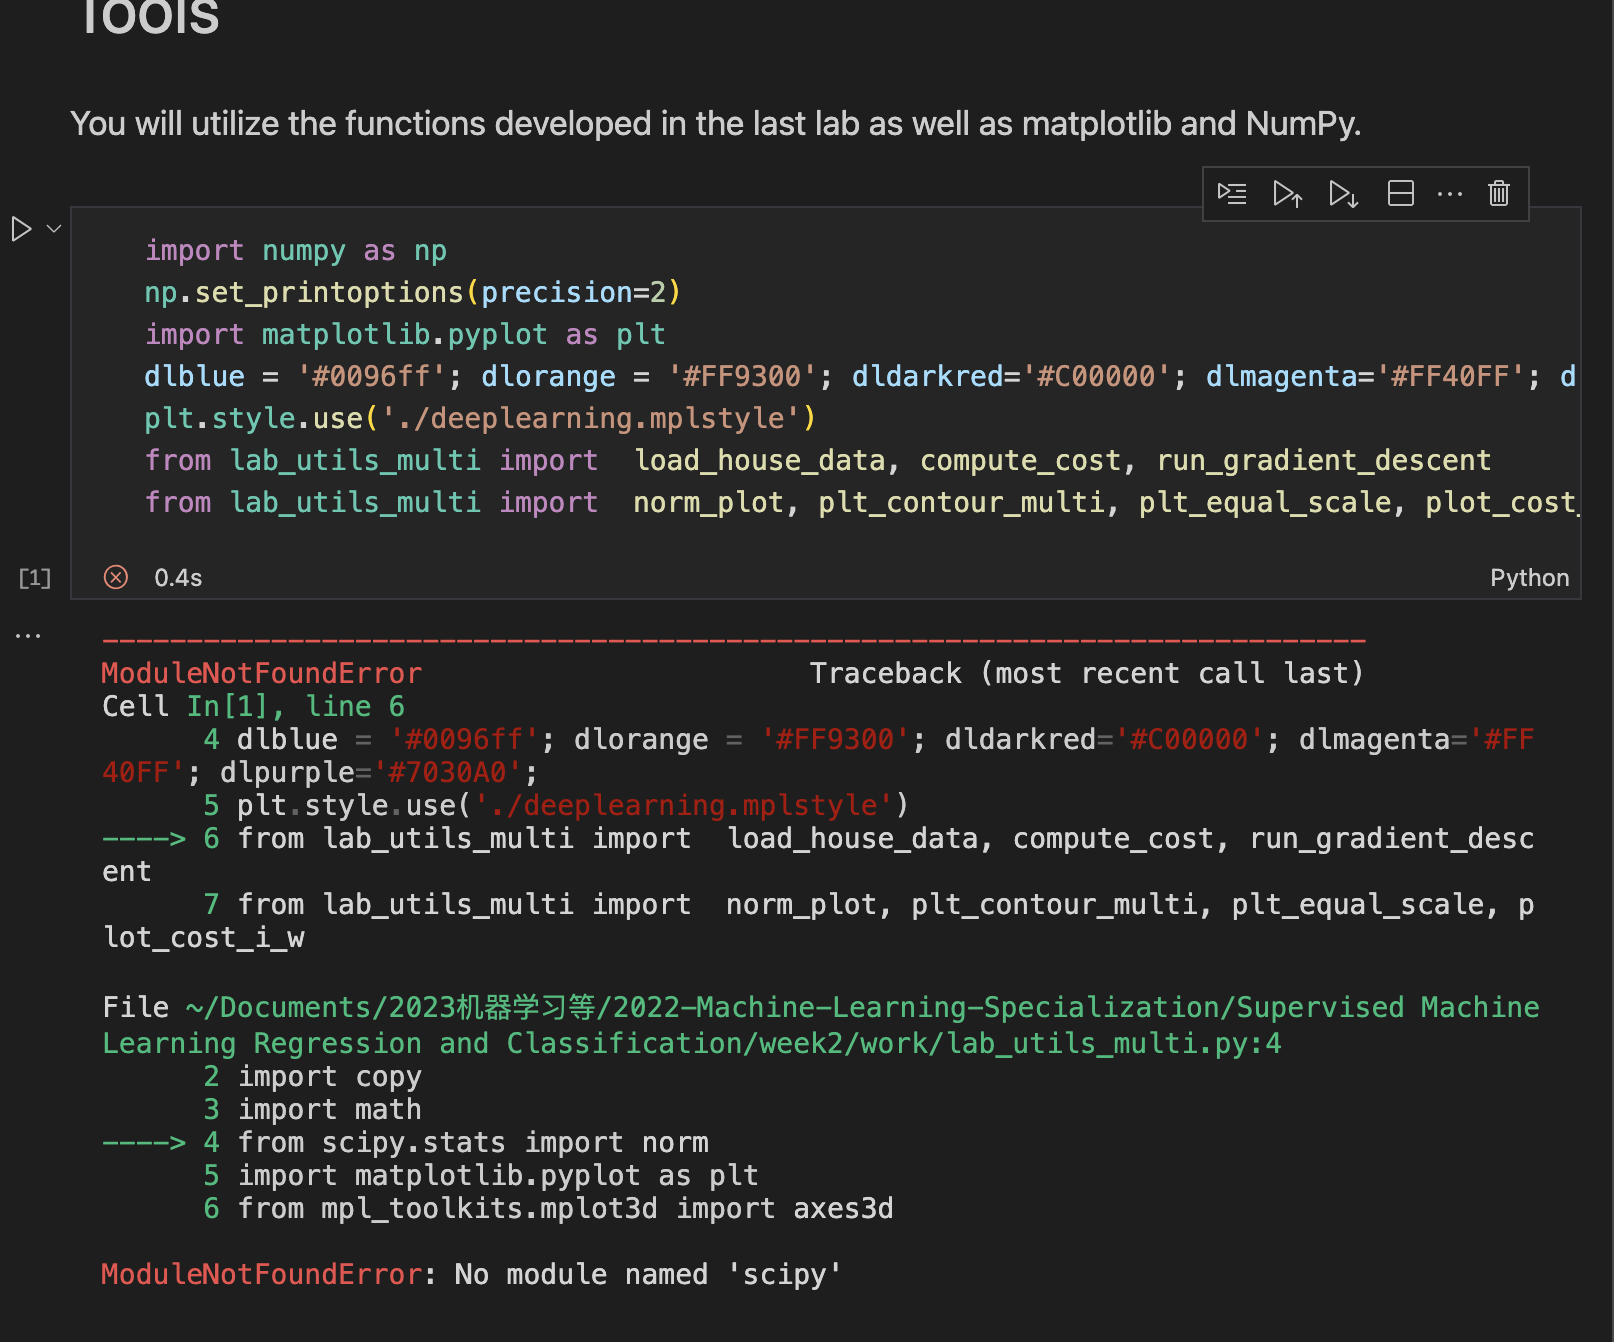 Tools
You will utilize the functions developed in the last lab as well as matplotlib and NumPy.
import numpy as np
np.set_printoptions(precision=2)
import matplotlib.pyplot as plt
dlblue = '#0096ff'; dlorange = '#FF9300'; dldarkred='#C00000'; dlmagenta='#FF40FF'; d
plt.style.use('./deeplearning.mplstyle')
from lab_utils_multi import  load_house_data, compute_cost, run_gradient_descent
from lab_utils_multi import  norm_plot, plt_contour_multi, plt_equal_scale, plot_cost_
[1] 0.4s Python
...
---------------------------------------------------------------------------
ModuleNotFoundError                       Traceback (most recent call last)
Cell In[1], line 6
      4 dlblue = '#0096ff'; dlorange = '#FF9300'; dldarkred='#C00000'; dlmagenta='#FF
40FF'; dlpurple='#7030A0';
      5 plt.style.use('./deeplearning.mplstyle')
----> 6 from lab_utils_multi import  load_house_data, compute_cost, run_gradient_desc
ent
      7 from lab_utils_multi import  norm_plot, plt_contour_multi, plt_equal_scale, p
lot_cost_i_w
File ~/Documents/2023机器学习等/2022-Machine-Learning-Specialization/Supervised Machine
Learning Regression and Classification/week2/work/lab_utils_multi.py:4
      2 import copy
      3 import math
----> 4 from scipy.stats import norm
      5 import matplotlib.pyplot as plt
      6 from mpl_toolkits.mplot3d import axes3d
ModuleNotFoundError: No module named 'scipy'